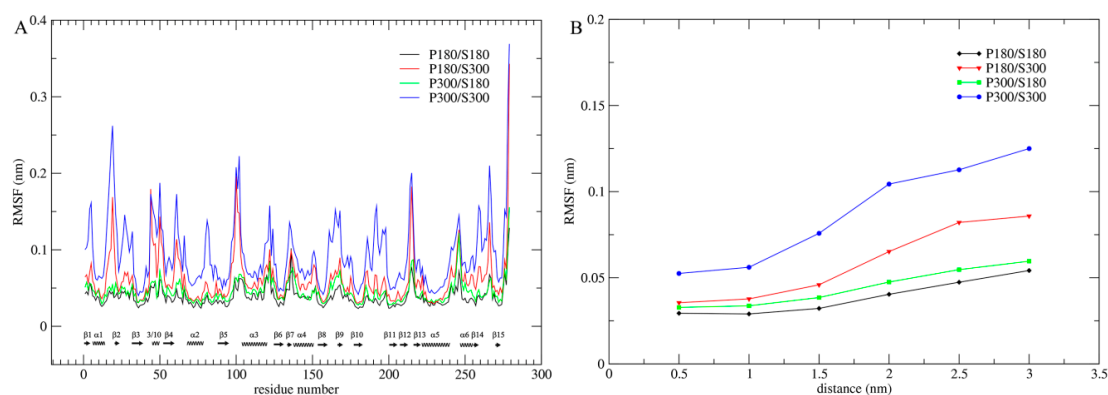 A
0.4
0.3
0.2
0.1
0
RMSF (nm)
P180/S180
P180/S300
P300/S180
P300/S300
β1 α1 β2 β3 3/10 β4 α2 β5 α3 β6 β7 α4 β8 β9 β10 β11 β12 β13 α5 α6 β14 β15
0 50 100 150 200 250 300
residue number
B
0.2
0.15
0.1
0.05
0
RMSF (nm)
P180/S180
P180/S300
P300/S180
P300/S300
0 0.5 1 1.5 2 2.5 3 3.5
distance (nm)